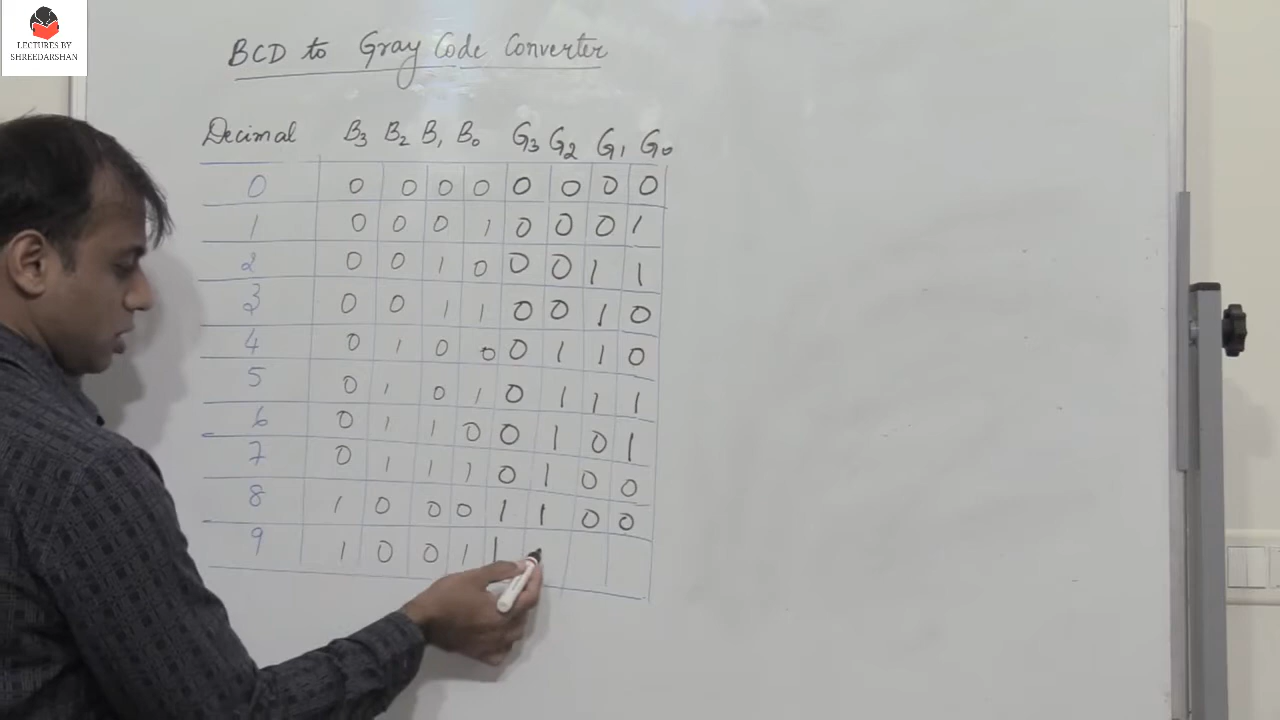 LECTURES BY
SHREEDARSHAN
BCD to Gray Code Converter
Decimal B₃ B₂ B₁ B₀ G₃ G₂ G₁ G₀
0 0 0 0 0 0 0 0 0
1 0 0 0 1 0 0 0 1
2 0 0 1 0 0 0 1 1
3 0 0 1 1 0 0 1 0
4 0 1 0 0 0 1 1 0
5 0 1 0 1 0 1 1 1
6 0 1 1 0 0 1 0 1
7 0 1 1 1 0 1 0 0
8 1 0 0 0 1 1 0 0
9 1 0 0 1 1